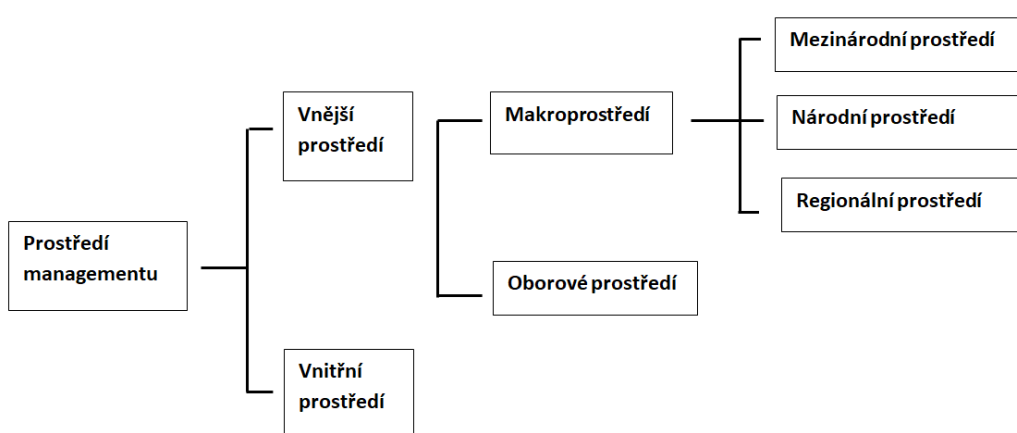 Mezinárodní prostředí
Vnější
prostředí
Makroprostředí
Národní prostředí
Regionální prostředí
Prostředí
managementu
Oborové prostředí
Vnitřní
prostředí